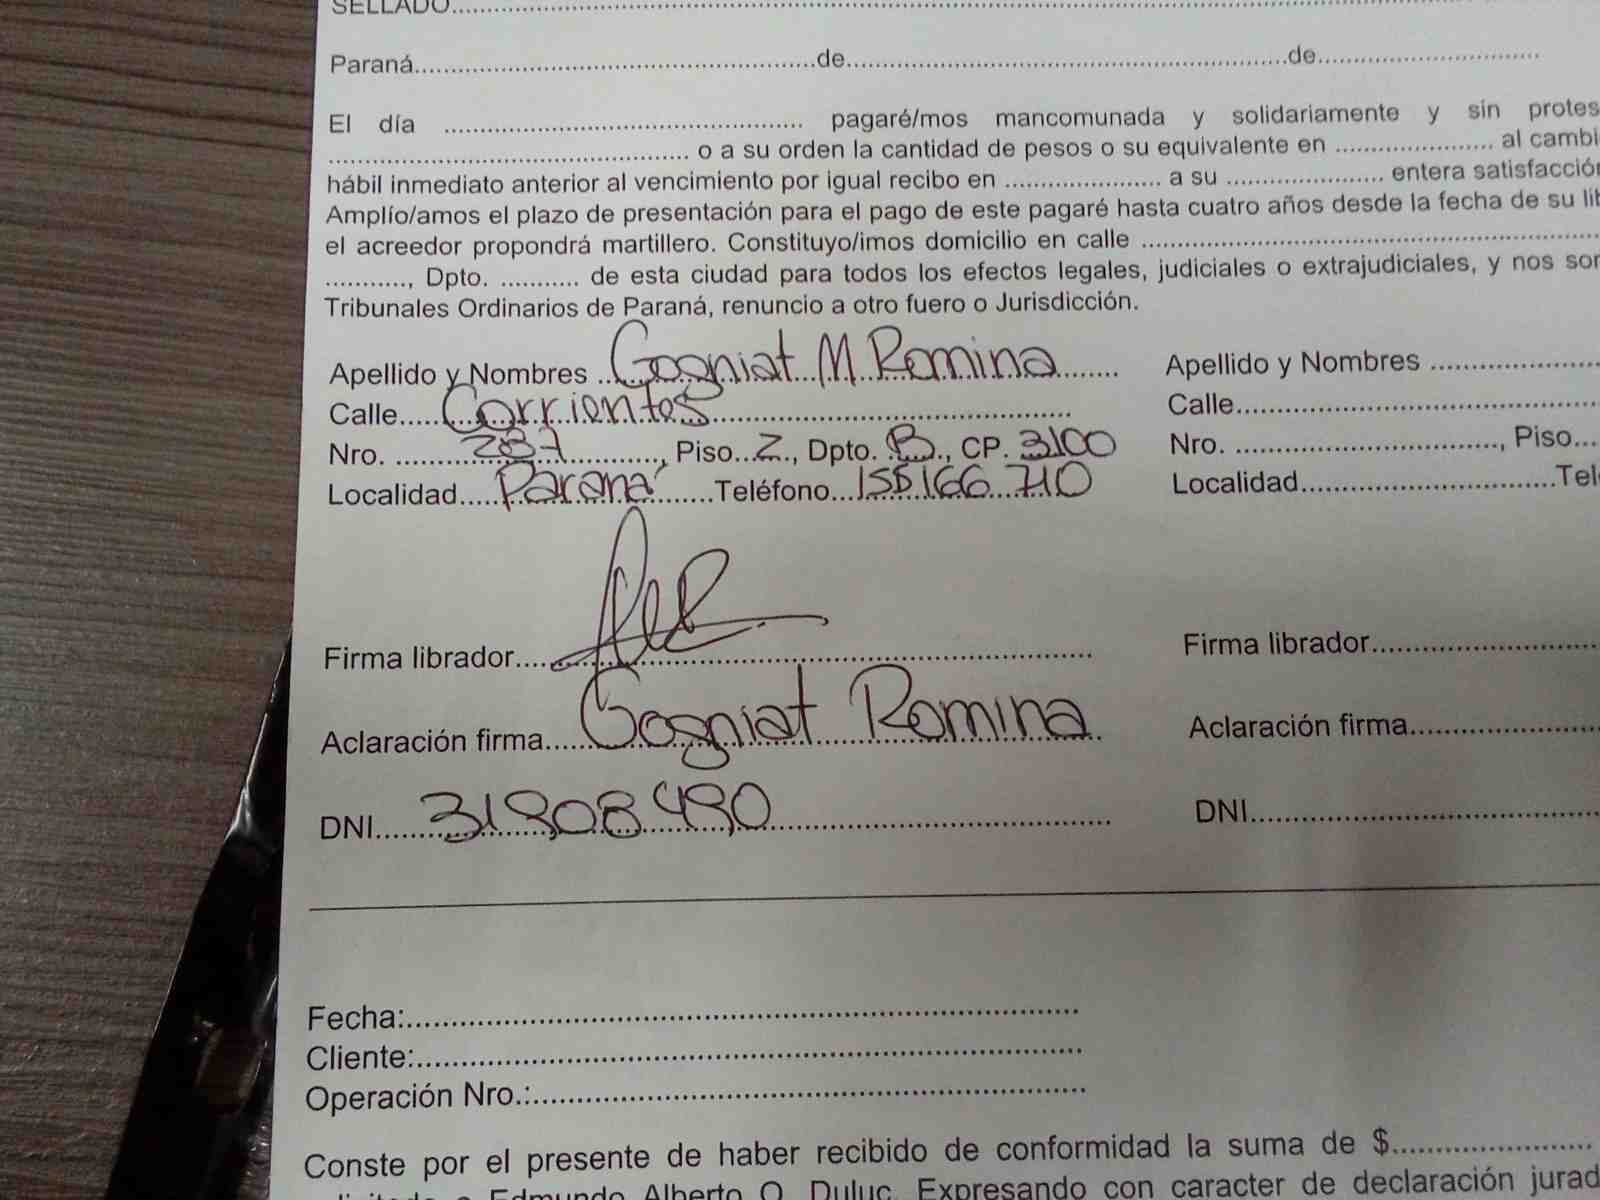 SELLADO..........
Paraná..........de..........de..........
El día .......... pagaré/mos mancomunada y solidariamente y sin protes
.......... o a su orden la cantidad de pesos o su equivalente en .......... al cambi
hábil inmediato anterior al vencimiento por igual recibo en .......... a su .......... entera satisfacción
Amplío/amos el plazo de presentación para el pago de este pagaré hasta cuatro años desde la fecha de su lib
el acreedor propondrá martillero. Constituyo/imos domicilio en calle ..........
.........., Dpto. .......... de esta ciudad para todos los efectos legales, judiciales o extrajudiciales, y nos som
Tribunales Ordinarios de Paraná, renuncio a otro fuero o Jurisdicción.
Apellido y Nombres ..Gogniat M Romina.......... Apellido y Nombres ..........
Calle.....Corrientes.......... Calle..........
Nro. ..........287.........., Piso...2..., Dpto. .B.., CP. 3100 Nro. .........., Piso...
Localidad.....Paraná.......Teléfono...155166710 Localidad..........Tel
Firma librador.......... Firma librador..........
Aclaración firma.....Gogniat Romina.. Aclaración firma..........
DNI.....31908490.......... DNI..........
Fecha:..........
Cliente:..........
Operación Nro.:..........
Conste por el presente de haber recibido de conformidad la suma de $..........
Edmundo Alberto O. Duluc. Expresando con caracter de declaración jurad